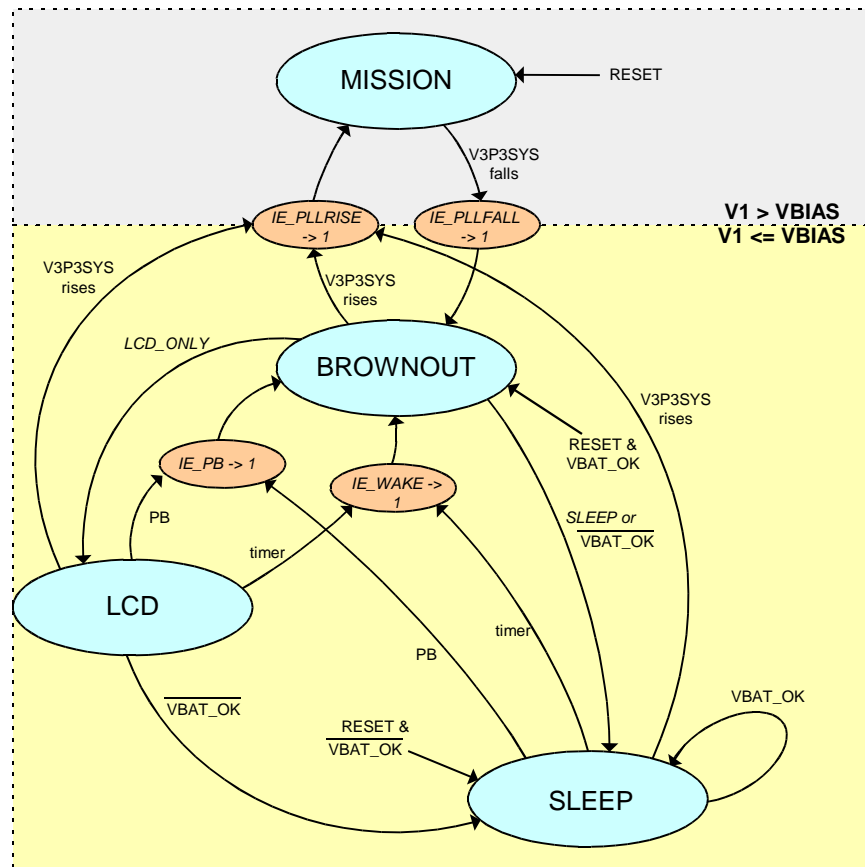 MISSION
RESET
V3P3SYS
falls
IE_PLLRISE
-> 1
IE_PLLFALL
-> 1
V1 > VBIAS
V1 <= VBIAS
V3P3SYS
rises
V3P3SYS
rises
LCD_ONLY
BROWNOUT
V3P3SYS
rises
RESET &
VBAT_OK
IE_PB -> 1
IE_WAKE ->
1
PB
SLEEP or
VBAT_OK
timer
LCD
timer
PB
VBAT_OK
VBAT_OK
RESET &
VBAT_OK
SLEEP